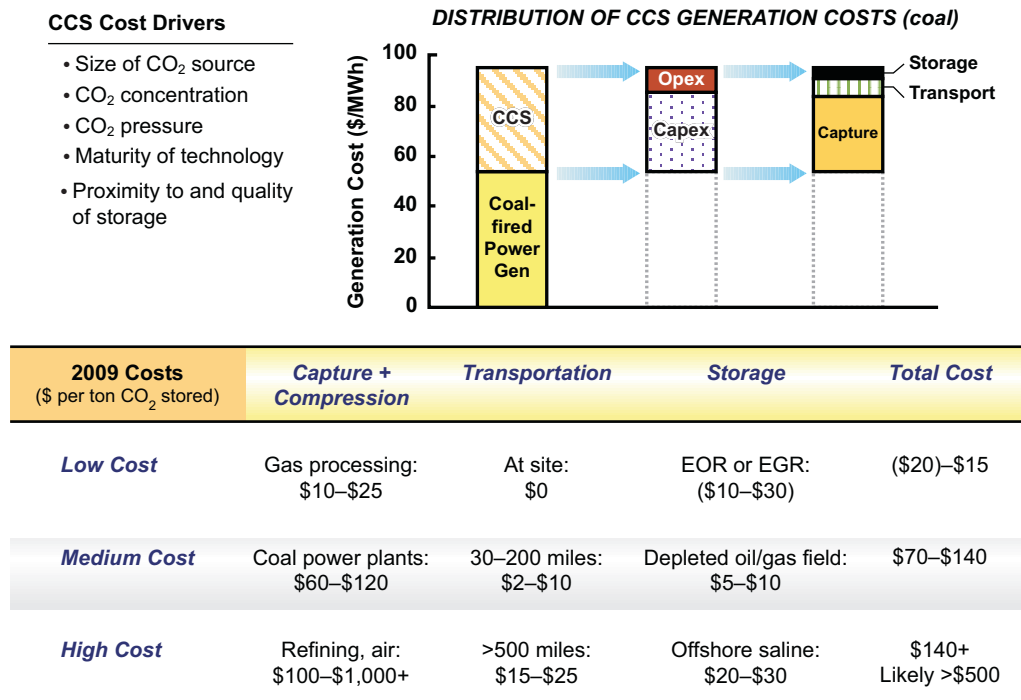 CCS Cost Drivers
• Size of CO₂ source
• CO₂ concentration
• CO₂ pressure
• Maturity of technology
• Proximity to and quality
of storage
DISTRIBUTION OF CCS GENERATION COSTS (coal)
Generation Cost ($/MWh)
100
80
60
40
20
0
CCS
Coal-
fired
Power
Gen
Opex
Capex
Capture
Storage
Transport
2009 Costs
($ per ton CO₂ stored)
Capture +
Compression
Transportation
Storage
Total Cost
Low Cost
Gas processing:
$10–$25
At site:
$0
EOR or EGR:
($10–$30)
($20)–$15
Medium Cost
Coal power plants:
$60–$120
30–200 miles:
$2–$10
Depleted oil/gas field:
$5–$10
$70–$140
High Cost
Refining, air:
$100–$1,000+
>500 miles:
$15–$25
Offshore saline:
$20–$30
$140+
Likely >$500